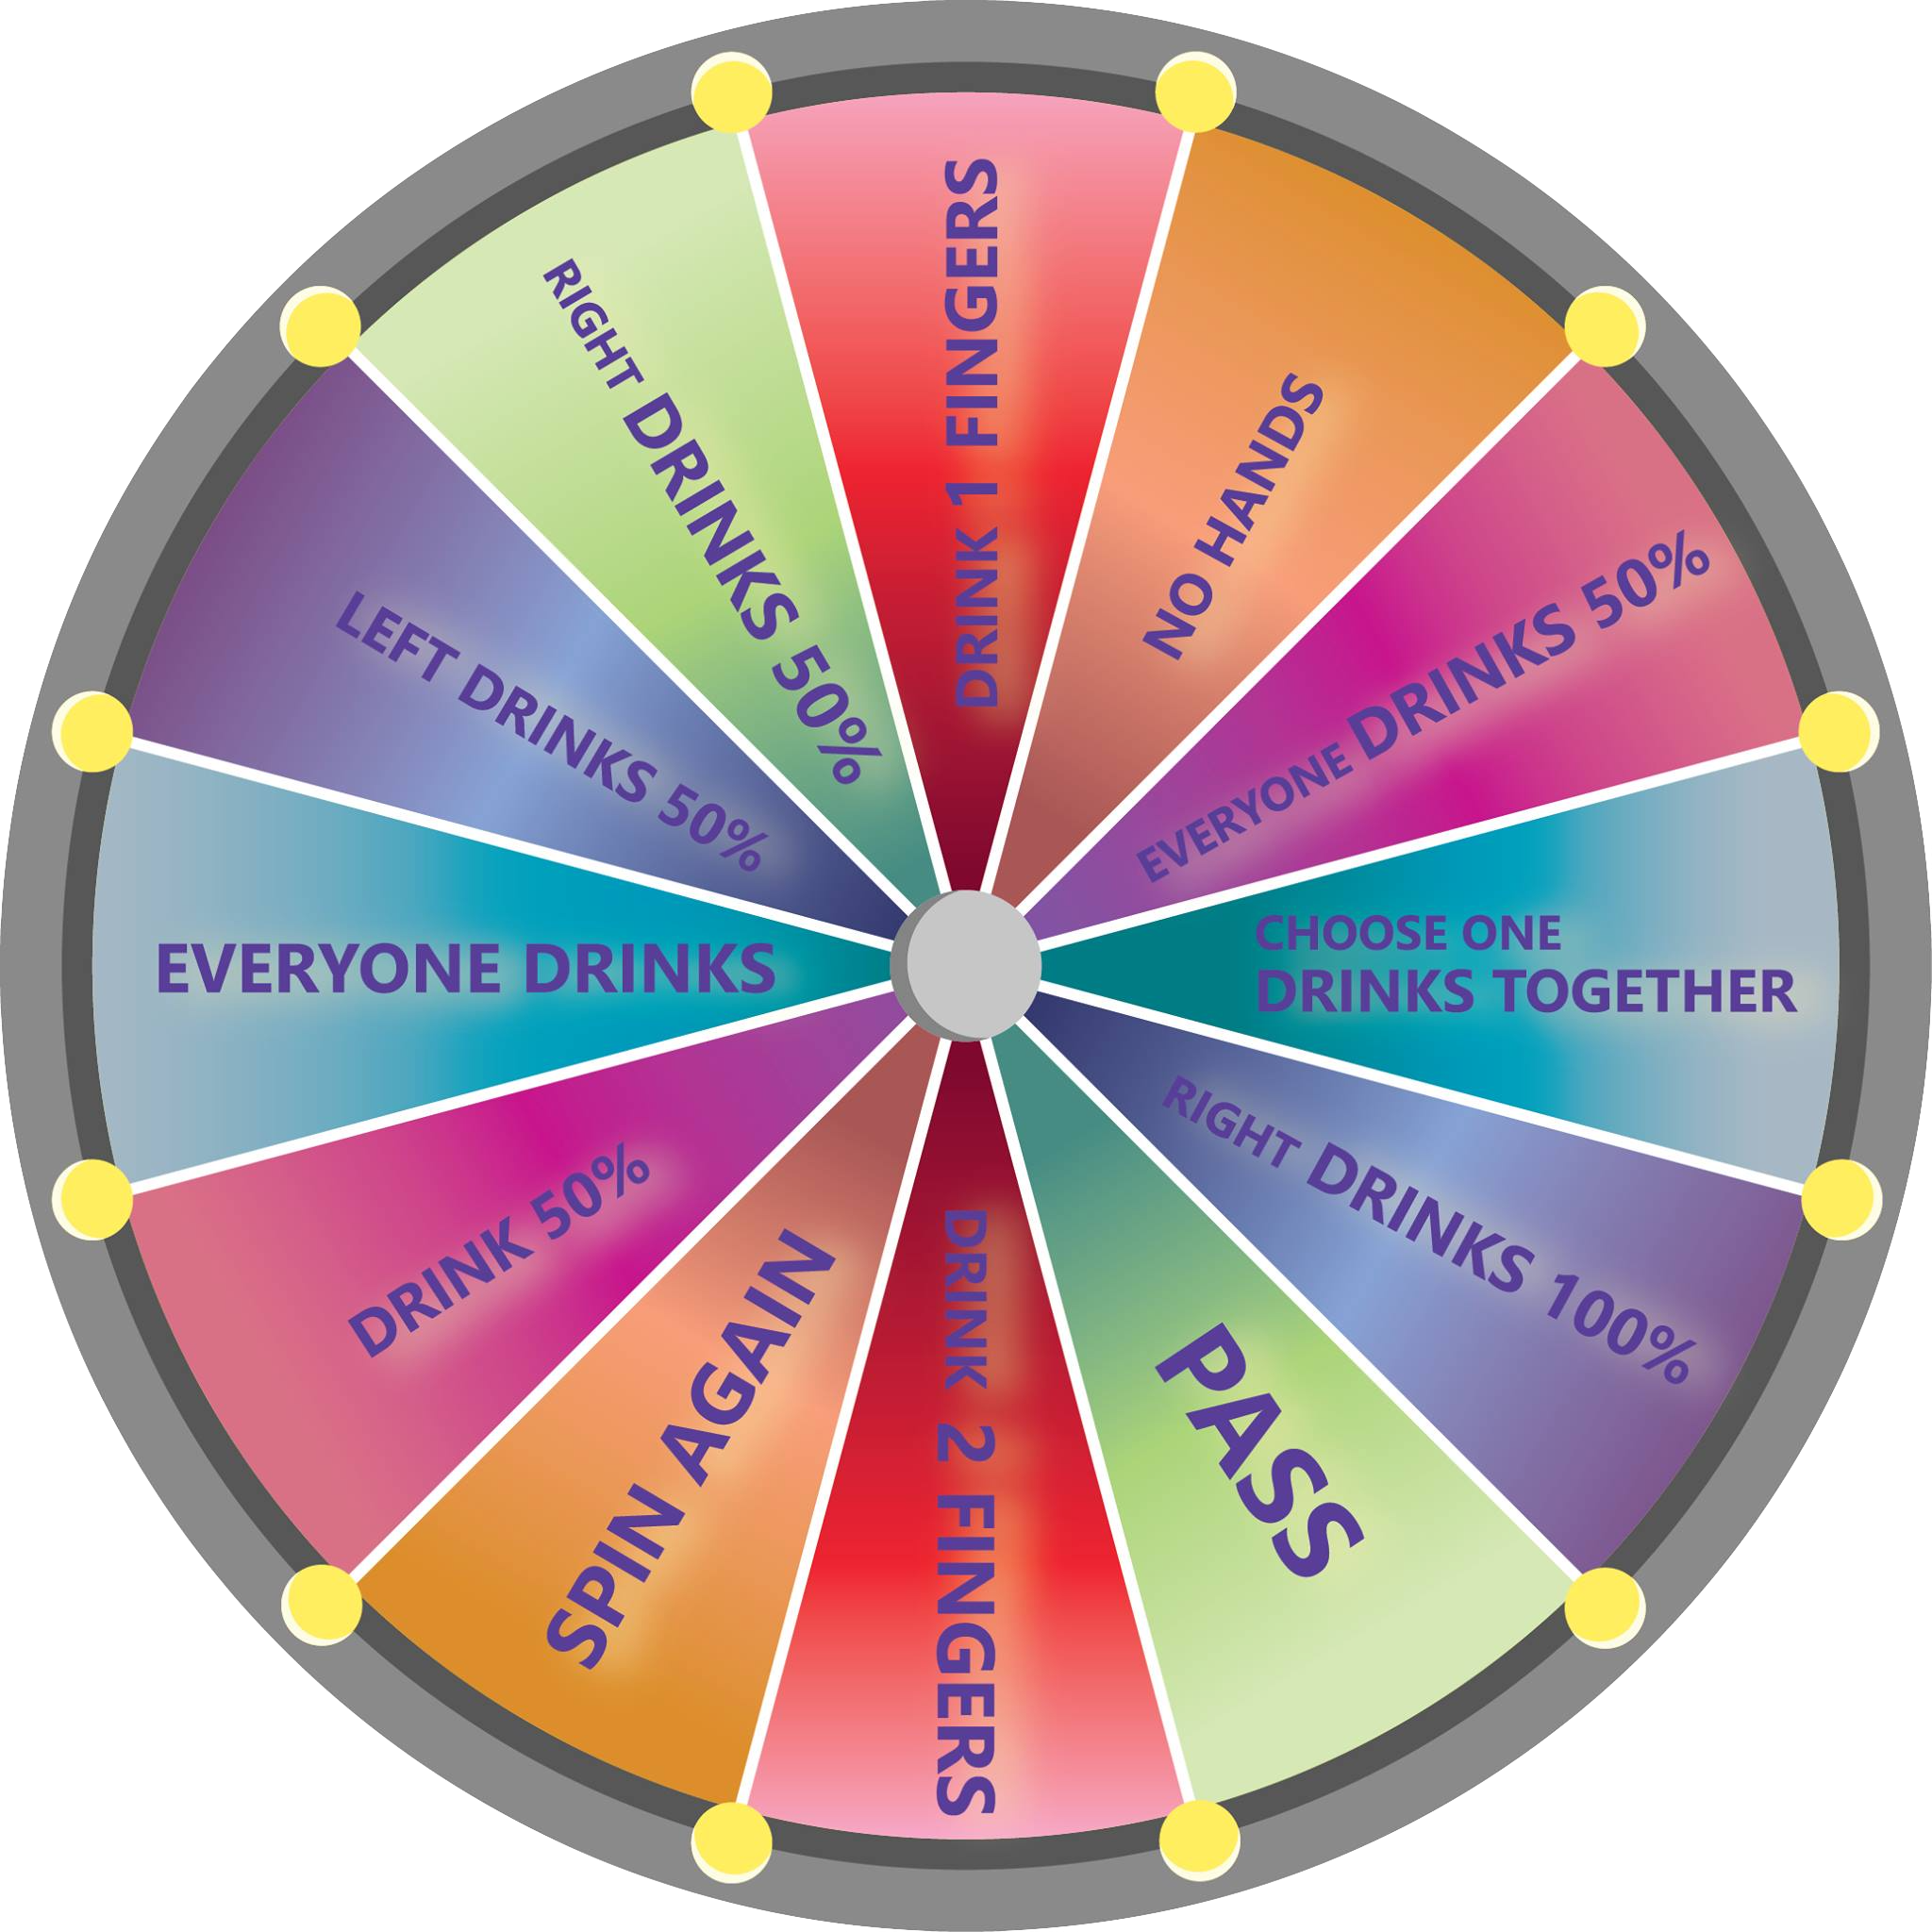 DRINK 1 FINGERS
NO HANDS
EVERYONE DRINKS 50%
CHOOSE ONE
DRINKS TOGETHER
RIGHT DRINKS 100%
PASS
DRINK 2 FINGERS
SPIN AGAIN
DRINK 50%
EVERYONE DRINKS
LEFT DRINKS 50%
RIGHT DRINKS 50%